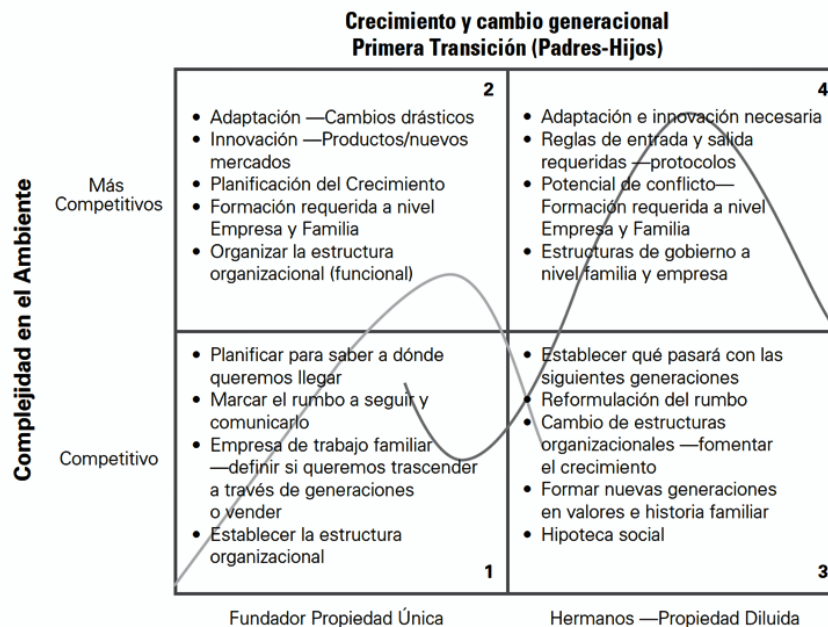 Crecimiento y cambio generacional
Primera Transición (Padres-Hijos)
Complejidad en el Ambiente
Más
Competitivos
2
• Adaptación —Cambios drásticos
• Innovación —Productos/nuevos
mercados
• Planificación del Crecimiento
• Formación requerida a nivel
Empresa y Familia
• Organizar la estructura
organizacional (funcional)
4
• Adaptación e innovación necesaria
• Reglas de entrada y salida
requeridas —protocolos
• Potencial de conflicto—
Formación requerida a nivel
Empresa y Familia
• Estructuras de gobierno a
nivel familia y empresa
Competitivo
• Planificar para saber a dónde
queremos llegar
• Marcar el rumbo a seguir y
comunicarlo
• Empresa de trabajo familiar
—definir si queremos trascender
a través de generaciones
o vender
• Establecer la estructura
organizacional
1
• Establecer qué pasará con las
siguientes generaciones
• Reformulación del rumbo
• Cambio de estructuras
organizacionales —fomentar
el crecimiento
• Formar nuevas generaciones
en valores e historia familiar
• Hipoteca social
3
Fundador Propiedad Única
Hermanos —Propiedad Diluida